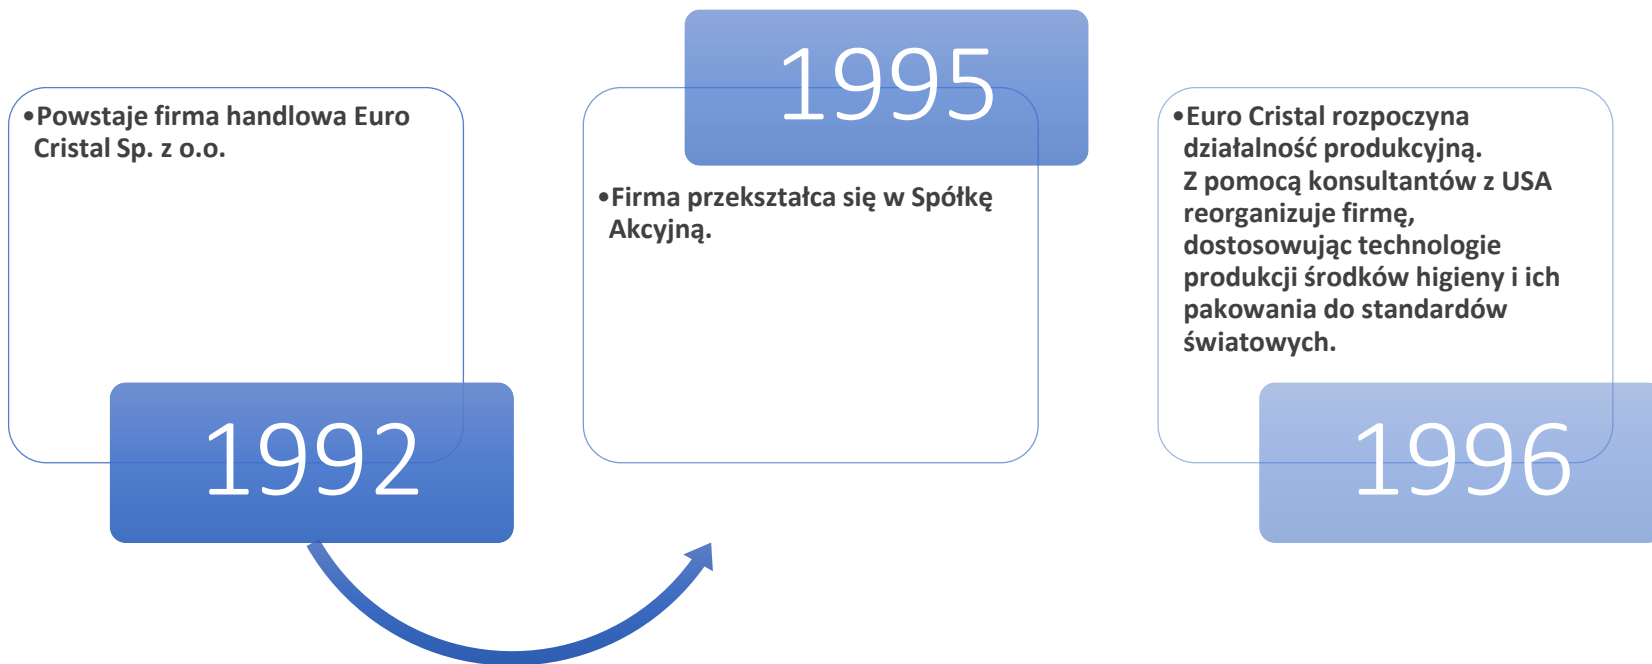 •Powstaje firma handlowa Euro
Cristal Sp. z o.o.
1992
1995
•Firma przekształca się w Spółkę
Akcyjną.
•Euro Cristal rozpoczyna
działalność produkcyjną.
Z pomocą konsultantów z USA
reorganizuje firmę,
dostosowując technologie
produkcji środków higieny i ich
pakowania do standardów
światowych.
1996